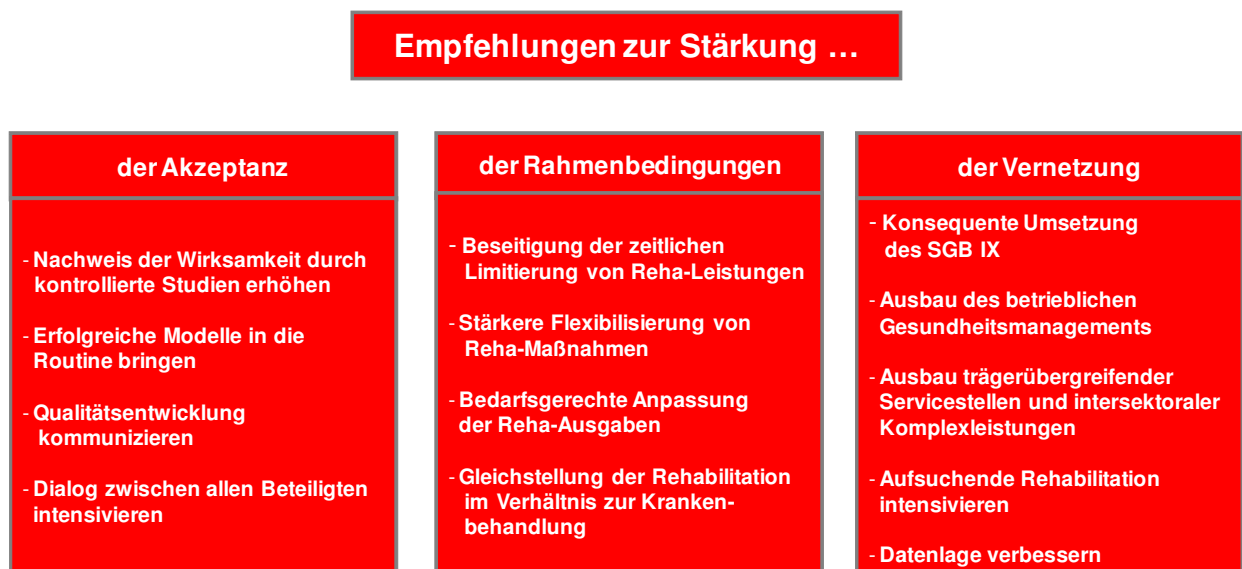 Empfehlungen zur Stärkung ...
der Akzeptanz
- Nachweis der Wirksamkeit durch
kontrollierte Studien erhöhen
- Erfolgreiche Modelle in die
Routine bringen
- Qualitätsentwicklung
kommunizieren
- Dialog zwischen allen Beteiligten
intensivieren
der Rahmenbedingungen
- Beseitigung der zeitlichen
Limitierung von Reha-Leistungen
- Stärkere Flexibilisierung von
Reha-Maßnahmen
- Bedarfsgerechte Anpassung
der Reha-Ausgaben
- Gleichstellung der Rehabilitation
im Verhältnis zur Kranken-
behandlung
der Vernetzung
- Konsequente Umsetzung
des SGB IX
- Ausbau des betrieblichen
Gesundheitsmanagements
- Ausbau trägerübergreifender
Servicestellen und intersektoraler
Komplexleistungen
- Aufsuchende Rehabilitation
intensivieren
- Datenlage verbessern